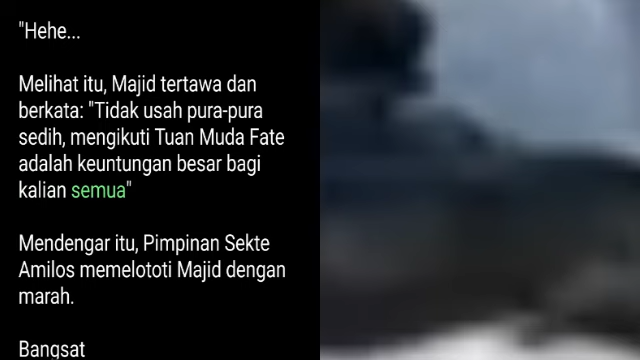 "Hehe...
Melihat itu, Majid tertawa dan
berkata: "Tidak usah pura-pura
sedih, mengikuti Tuan Muda Fate
adalah keuntungan besar bagi
kalian semua"
Mendengar itu, Pimpinan Sekte
Amilos memelototi Majid dengan
marah.
Bangsat